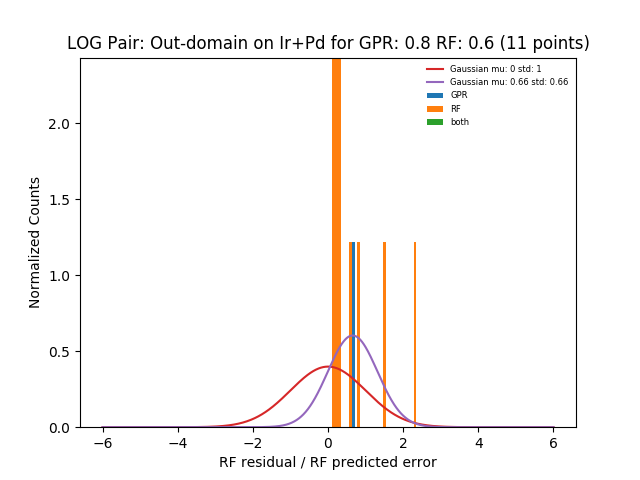 LOG Pair: Out-domain on Ir+Pd for GPR: 0.8 RF: 0.6 (11 points)
Gaussian mu: 0 std: 1
Gaussian mu: 0.66 std: 0.66
GPR
RF
both
Normalized Counts
2.0
1.5
1.0
0.5
0.0
−6 −4 −2 0 2 4 6
RF residual / RF predicted error